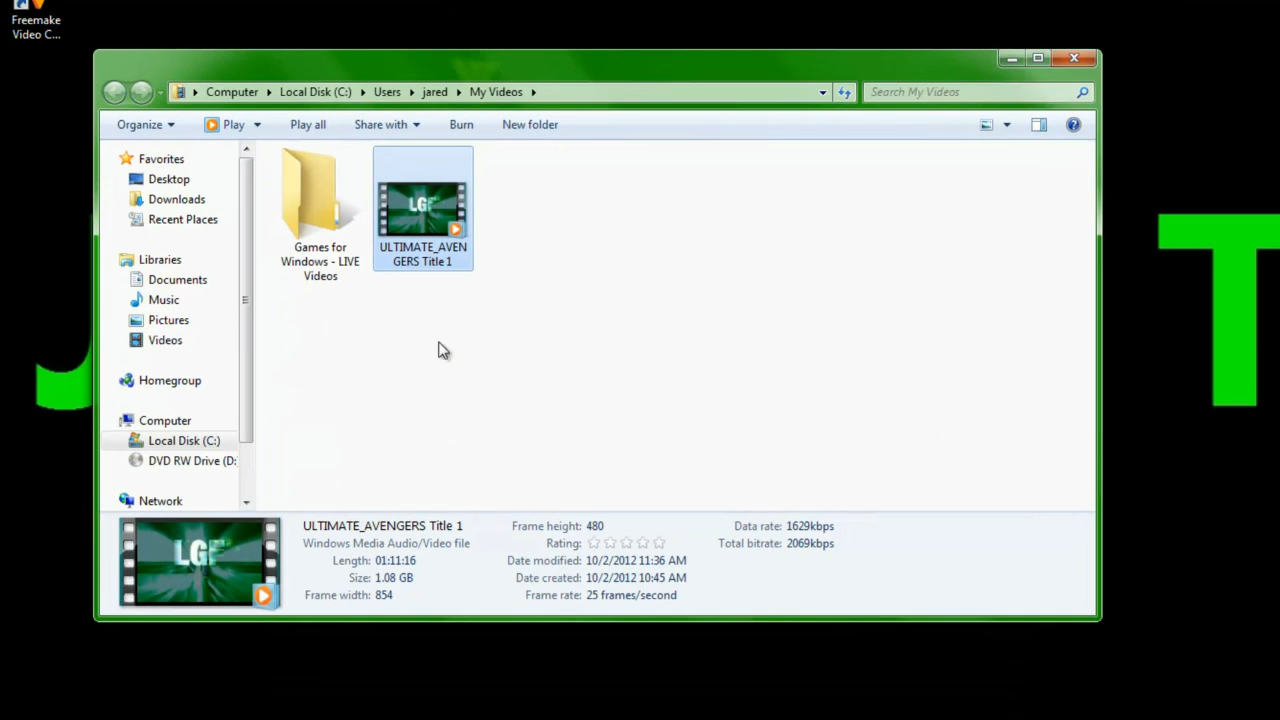 Freemake
Video C...
Computer
Local Disk (C:)
Users
jared
My Videos
Search My Videos
Organize
Play
Play all
Share with
Burn
New folder
Favorites
Desktop
Downloads
Recent Places
Libraries
Documents
Music
Pictures
Videos
Homegroup
Computer
Local Disk (C:)
DVD RW Drive (D:
Network
Games for
Windows - LIVE
Videos
LGF
ULTIMATE_AVEN
GERS Title 1
J
T
LGF
ULTIMATE_AVENGERS Title 1
Windows Media Audio/Video file
Length: 01:11:16
Size: 1.08 GB
Frame width: 854
Frame height: 480
Rating:
Date modified: 10/2/2012 11:36 AM
Date created: 10/2/2012 10:45 AM
Frame rate: 25 frames/second
Data rate: 1629kbps
Total bitrate: 2069kbps